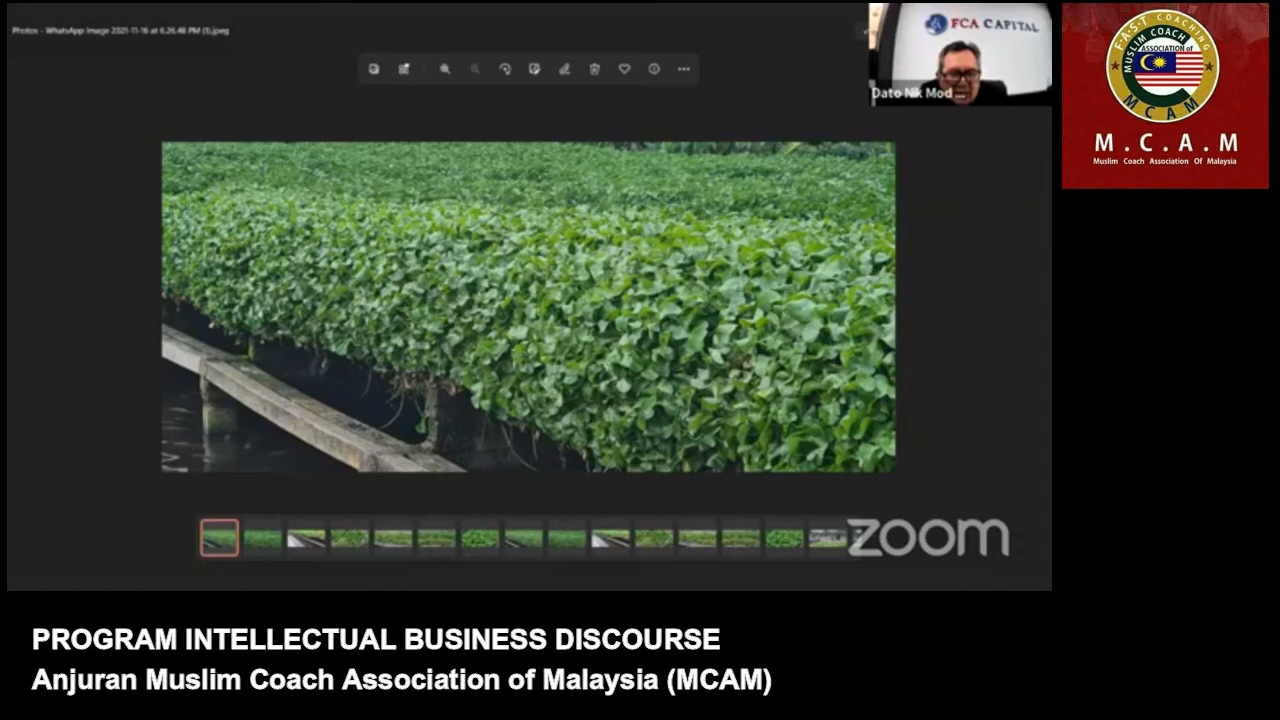 Photos - WhatsApp Image 2021-11-16 at 6.26.48 PM (1).jpeg
FCA CAPITAL
Dato Nik Mod ...
F.A.S.T COACHING
MUSLIM COACH
ASSOCIATION of
MCAM
M.C.A.M
Muslim Coach Association Of Malaysia
zoom
PROGRAM INTELLECTUAL BUSINESS DISCOURSE
Anjuran Muslim Coach Association of Malaysia (MCAM)